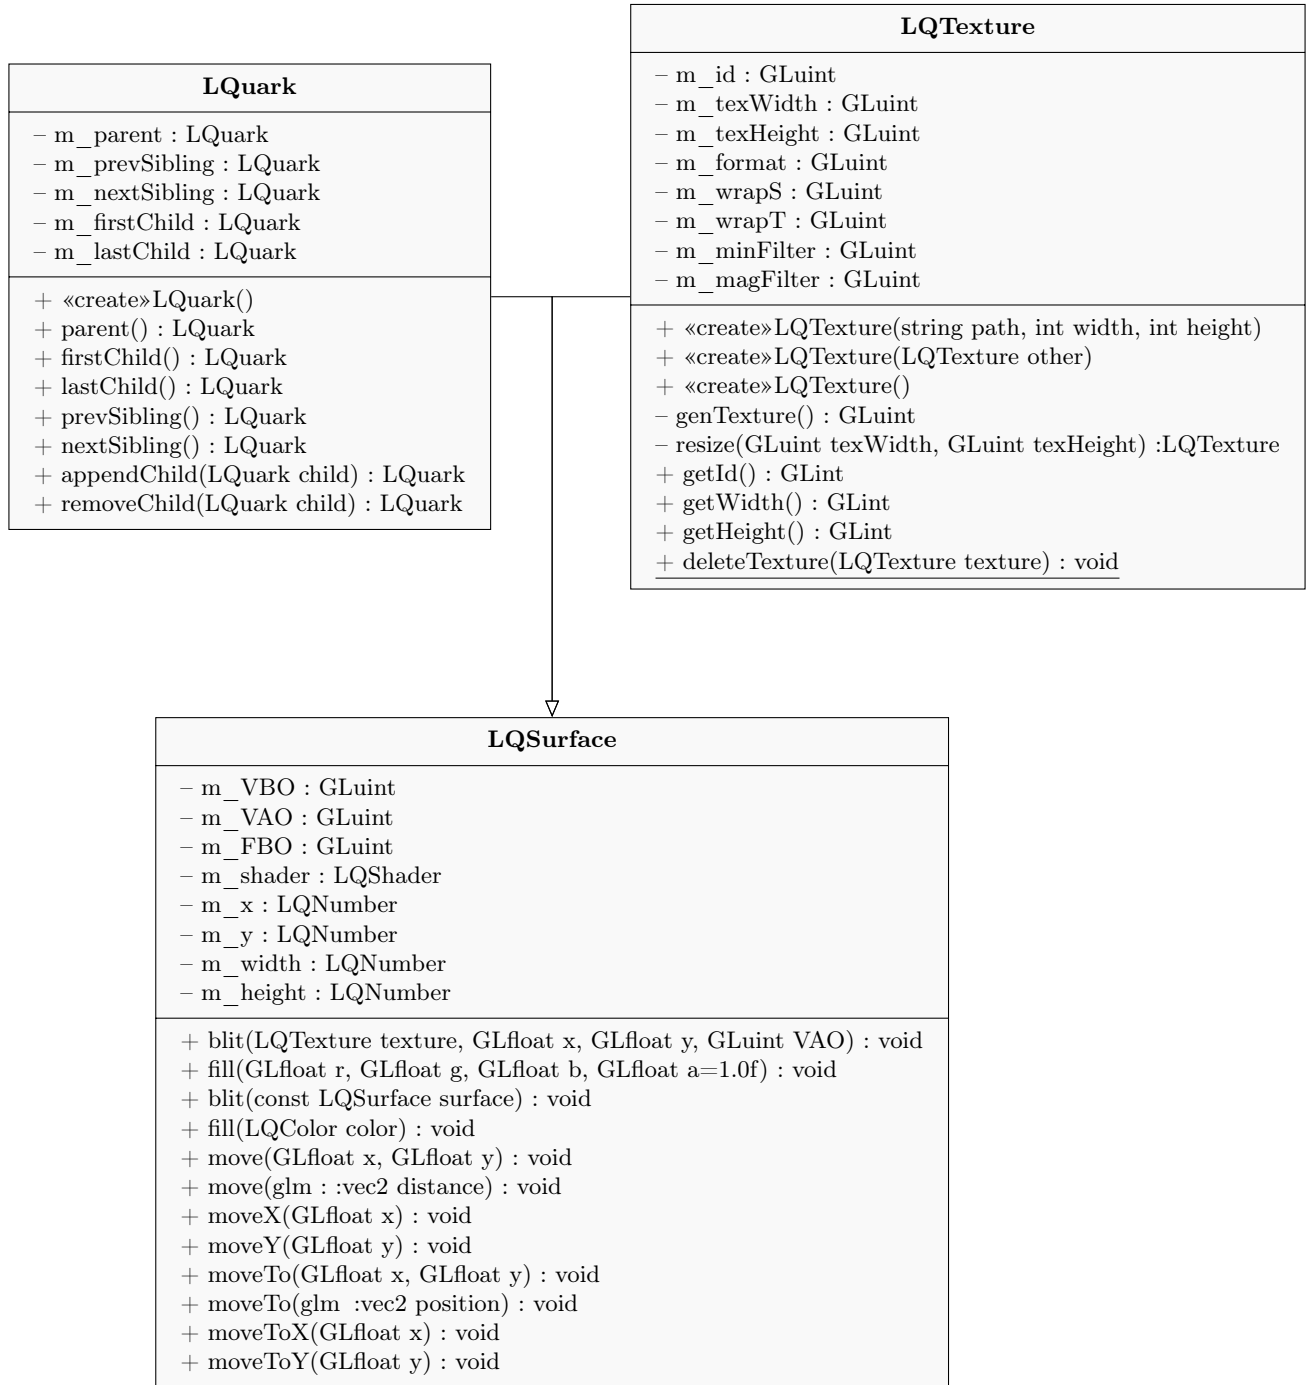 LQuark
– m_parent : LQuark
– m_prevSibling : LQuark
– m_nextSibling : LQuark
– m_firstChild : LQuark
– m_lastChild : LQuark
+ «create»LQuark()
+ parent() : LQuark
+ firstChild() : LQuark
+ lastChild() : LQuark
+ prevSibling() : LQuark
+ nextSibling() : LQuark
+ appendChild(LQuark child) : LQuark
+ removeChild(LQuark child) : LQuark
LQTexture
– m_id : GLuint
– m_texWidth : GLuint
– m_texHeight : GLuint
– m_format : GLuint
– m_wrapS : GLuint
– m_wrapT : GLuint
– m_minFilter : GLuint
– m_magFilter : GLuint
+ «create»LQTexture(string path, int width, int height)
+ «create»LQTexture(LQTexture other)
+ «create»LQTexture()
– genTexture() : GLuint
– resize(GLuint texWidth, GLuint texHeight) :LQTexture
+ getId() : GLint
+ getWidth() : GLint
+ getHeight() : GLint
+ deleteTexture(LQTexture texture) : void
LQSurface
– m_VBO : GLuint
– m_VAO : GLuint
– m_FBO : GLuint
– m_shader : LQShader
– m_x : LQNumber
– m_y : LQNumber
– m_width : LQNumber
– m_height : LQNumber
+ blit(LQTexture texture, GLfloat x, GLfloat y, GLuint VAO) : void
+ fill(GLfloat r, GLfloat g, GLfloat b, GLfloat a=1.0f) : void
+ blit(const LQSurface surface) : void
+ fill(LQColor color) : void
+ move(GLfloat x, GLfloat y) : void
+ move(glm : :vec2 distance) : void
+ moveX(GLfloat x) : void
+ moveY(GLfloat y) : void
+ moveTo(GLfloat x, GLfloat y) : void
+ moveTo(glm :vec2 position) : void
+ moveToX(GLfloat x) : void
+ moveToY(GLfloat y) : void